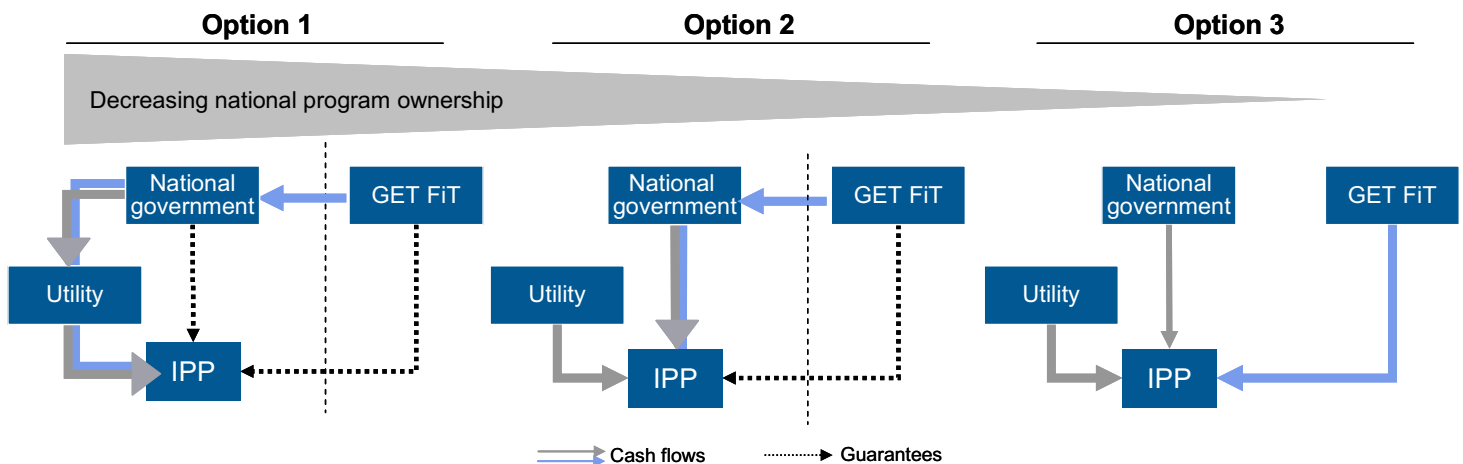 Option 1
Option 2
Option 3
Decreasing national program ownership
National
government
GET FiT
Utility
IPP
National
government
GET FiT
Utility
IPP
National
government
GET FiT
Utility
IPP
Cash flows
Guarantees